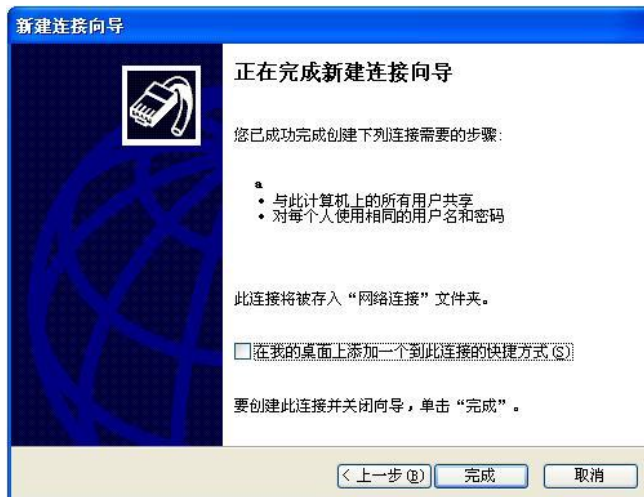 新建连接向导
正在完成新建连接向导
您已成功完成创建下列连接需要的步骤:
a
• 与此计算机上的所有用户共享
• 对每个人使用相同的用户名和密码
此连接将被存入“网络连接”文件夹。
在我的桌面上添加一个到此连接的快捷方式(S)
要创建此连接并关闭向导,单击“完成”。
< 上一步(B)
完成
取消